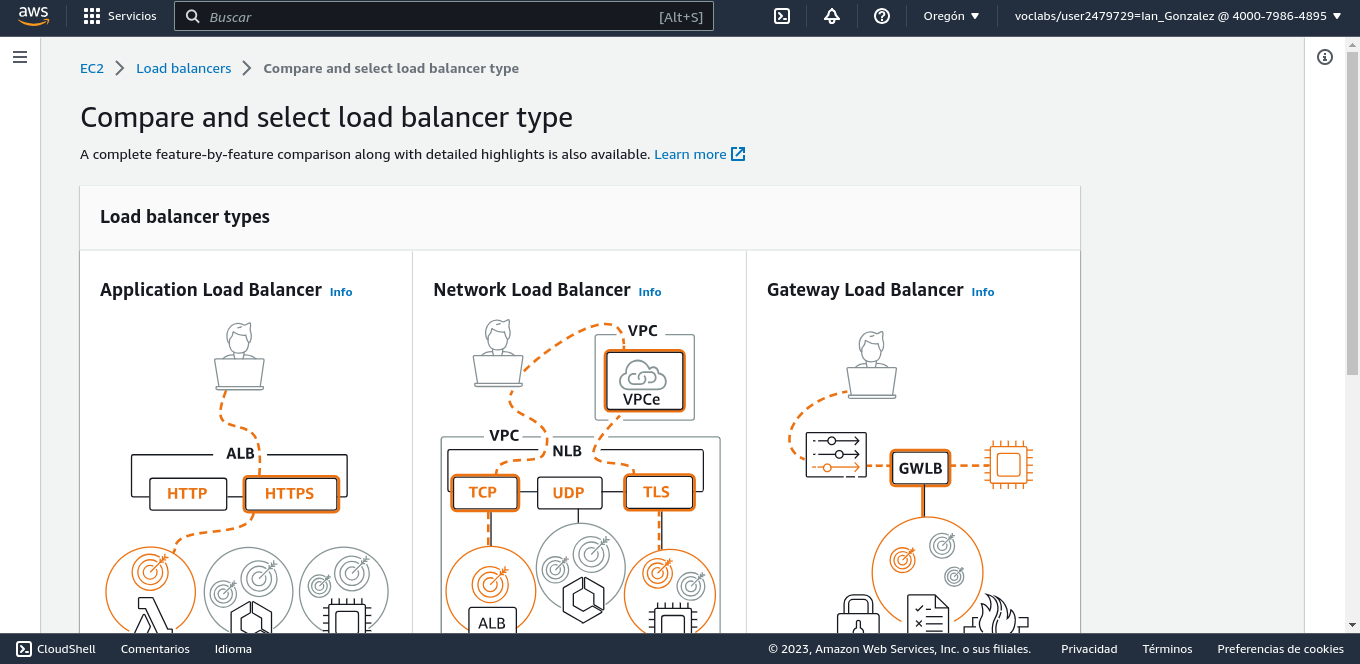 aws
Servicios
Buscar
[Alt+S]
Oregón
voclabs/user2479729=Ian_Gonzalez @ 4000-7986-4895
EC2
Load balancers
Compare and select load balancer type
Compare and select load balancer type
A complete feature-by-feature comparison along with detailed highlights is also available. Learn more
Load balancer types
Application Load Balancer Info
ALB
HTTP
HTTPS
Network Load Balancer Info
VPC
VPCe
VPC
NLB
TCP
UDP
TLS
ALB
Gateway Load Balancer Info
GWLB
CloudShell
Comentarios
Idioma
© 2023, Amazon Web Services, Inc. o sus filiales.
Privacidad
Términos
Preferencias de cookies